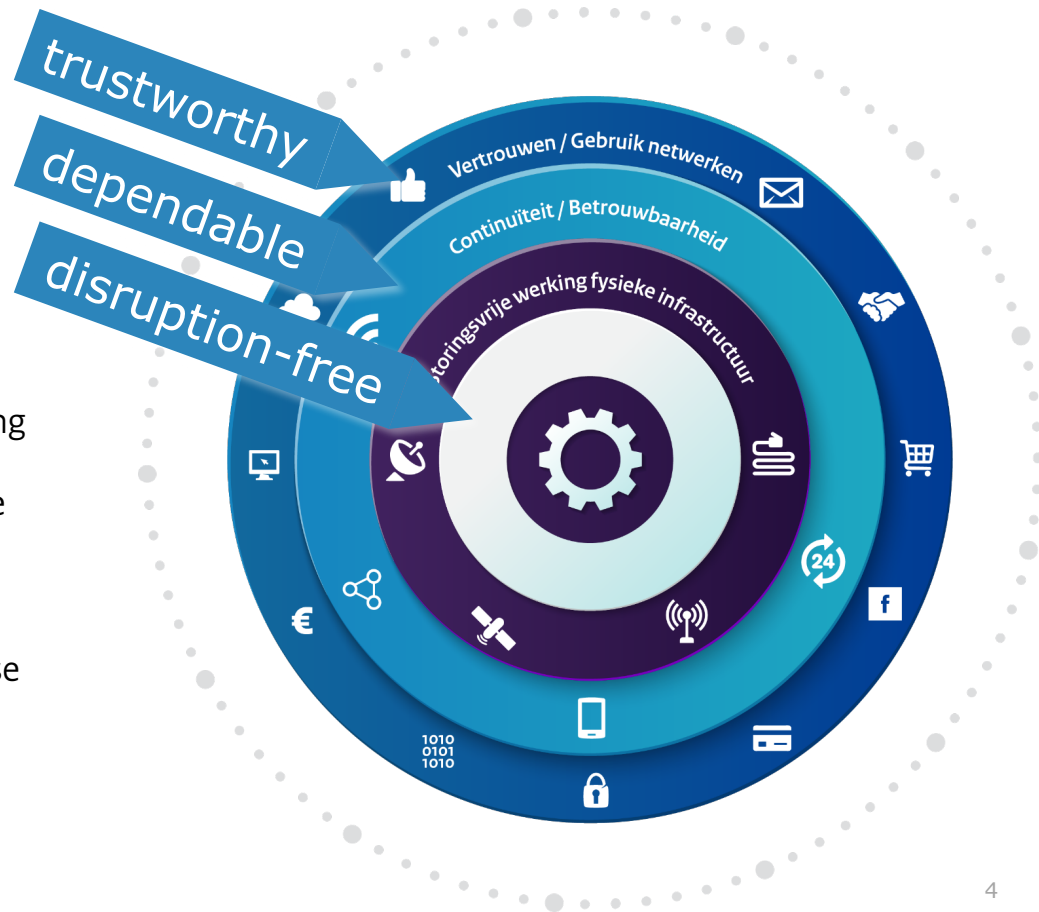 trustworthy
dependable
disruption-free
Vertrouwen / Gebruik netwerken
Continuïteit / Betrouwbaarheid
storingsvrije werking fysieke infrastructuur
24
f
€
1010
0101
1010
4